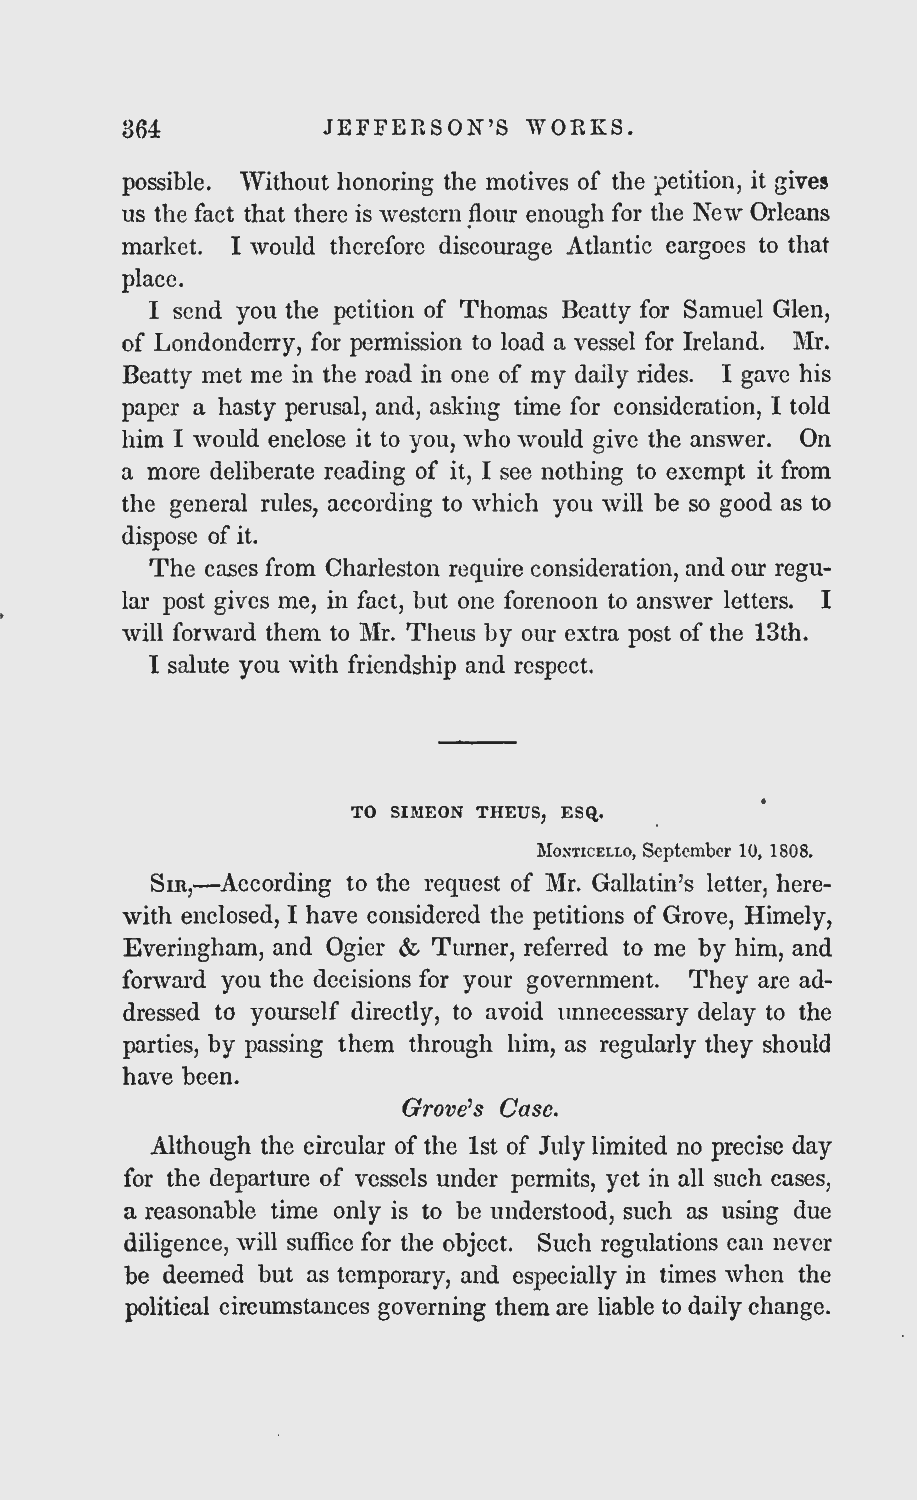 364 JEFFERSON'S WORKS.
possible. Without honoring the motives of the petition, it gives
us the fact that there is western flour enough for the New Orleans
market. I would therefore discourage Atlantic cargoes to that
place.
I send you the petition of Thomas Beatty for Samuel Glen,
of Londonderry, for permission to load a vessel for Ireland. Mr.
Beatty met me in the road in one of my daily rides. I gave his
paper a hasty perusal, and, asking time for consideration, I told
him I would enclose it to you, who would give the answer. On
a more deliberate reading of it, I see nothing to exempt it from
the general rules, according to which you will be so good as to
dispose of it.
The cases from Charleston require consideration, and our regu-
lar post gives me, in fact, but one forenoon to answer letters. I
will forward them to Mr. Theus by our extra post of the 13th.
I salute you with friendship and respect.
TO SIMEON THEUS, ESQ.
MONTICELLO, September 10, 1808.
SIR,—According to the request of Mr. Gallatin's letter, here-
with enclosed, I have considered the petitions of Grove, Himely,
Everingham, and Ogier & Turner, referred to me by him, and
forward you the decisions for your government. They are ad-
dressed to yourself directly, to avoid unnecessary delay to the
parties, by passing them through him, as regularly they should
have been.
Grove's Case.
Although the circular of the 1st of July limited no precise day
for the departure of vessels under permits, yet in all such cases,
a reasonable time only is to be understood, such as using due
diligence, will suffice for the object. Such regulations can never
be deemed but as temporary, and especially in times when the
political circumstances governing them are liable to daily change.